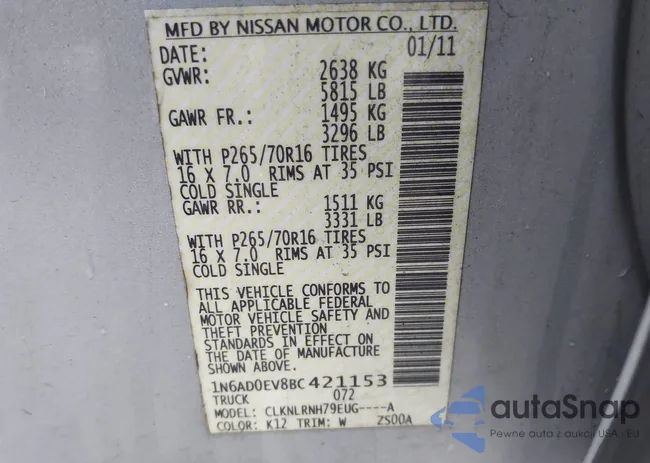 MFD BY NISSAN MOTOR CO., LTD.
DATE: 01/11
GVWR: 2638 KG
5815 LB
GAWR FR.: 1495 KG
3296 LB
WITH P265/70R16 TIRES
16 X 7.0 RIMS AT 35 PSI
COLD SINGLE
GAWR RR.: 1511 KG
3331 LB
WITH P265/70R16 TIRES
16 X 7.0 RIMS AT 35 PSI
COLD SINGLE
THIS VEHICLE CONFORMS TO
ALL APPLICABLE FEDERAL
MOTOR VEHICLE SAFETY AND
THEFT PREVENTION
STANDARDS IN EFFECT ON
THE DATE OF MANUFACTURE
SHOWN ABOVE.
1N6AD0EV8BC421153
TRUCK 072
MODEL: CLKNLRNH79EUG----A
COLOR: K12 TRIM: W ZS00A
autoSnap
Pewne auto z aukcji USA - EU